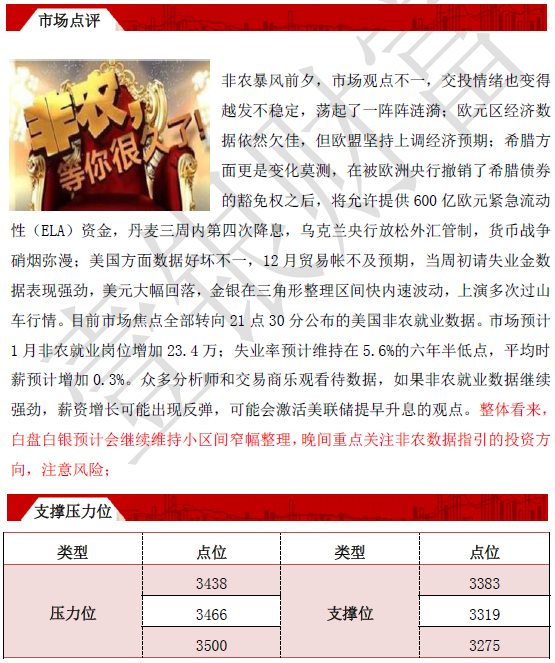 市场点评
非农,
等你很久了!
非农暴风前夕，市场观点不一，交投情绪也变得
越发不稳定，荡起了一阵阵涟漪；欧元区经济数
据依然欠佳，但欧盟坚持上调经济预期；希腊方
面更是变化莫测，在被欧洲央行撤销了希腊债券
的豁免权之后，将允许提供 600 亿欧元紧急流动
性（ELA）资金，丹麦三周内第四次降息，乌克兰央行放松外汇管制，货币战争
硝烟弥漫；美国方面数据好坏不一，12 月贸易帐不及预期，当周初请失业金数
据表现强劲，美元大幅回落，金银在三角形整理区间快内速波动，上演多次过山
车行情。目前市场焦点全部转向 21 点 30 分公布的美国非农就业数据。市场预计
1 月非农就业岗位增加 23.4 万；失业率预计维持在 5.6%的六年半低点，平均时
薪预计增加 0.3%。众多分析师和交易商乐观看待数据，如果非农就业数据继续
强劲，薪资增长可能出现反弹，可能会激活美联储提早升息的观点。整体看来，
白盘白银预计会继续维持小区间窄幅整理，晚间重点关注非农数据指引的投资方
向，注意风险；
壹银财富
支撑压力位
类型 点位 类型 点位
3438 3383
压力位 3466 支撑位 3319
3500 3275